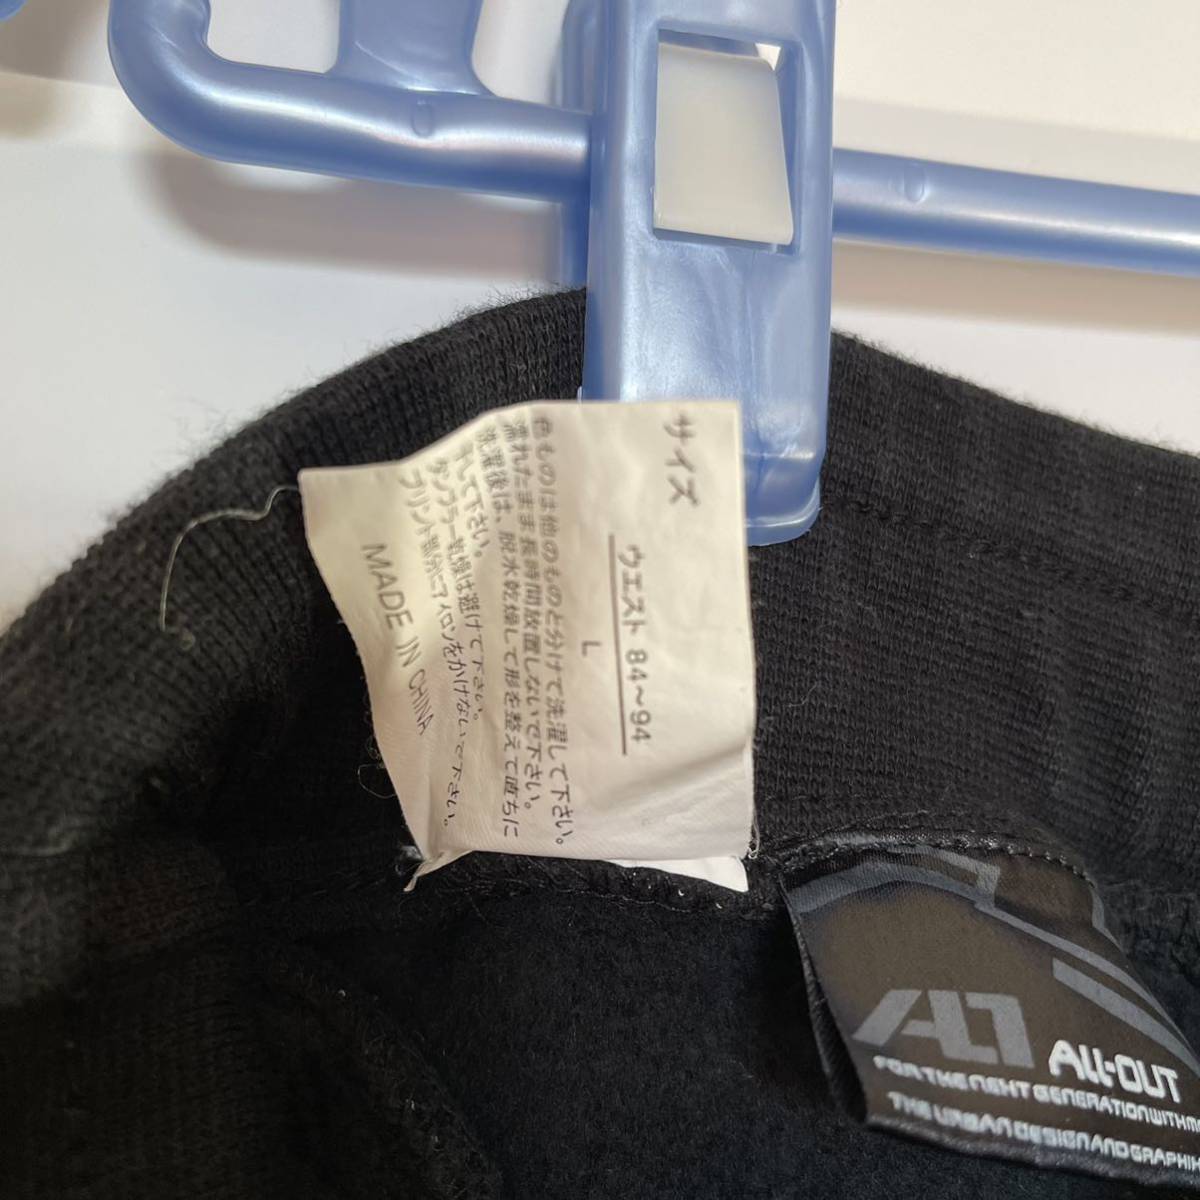 サイズ
ウエスト 84～94
L
色ものは他のものと分けて洗濯して下さい。
濡れたまま長時間放置しないで下さい。
洗濯後は、脱水乾燥して形を整えて直ちに
干して下さい。
タンブラー乾燥は避けて下さい。
プリント部分にアイロンをかけないで下さい。
MADE IN CHINA
ALL-OUT
FOR THE NEXT GENERATION WITH
THE URBAN DESIGN AND